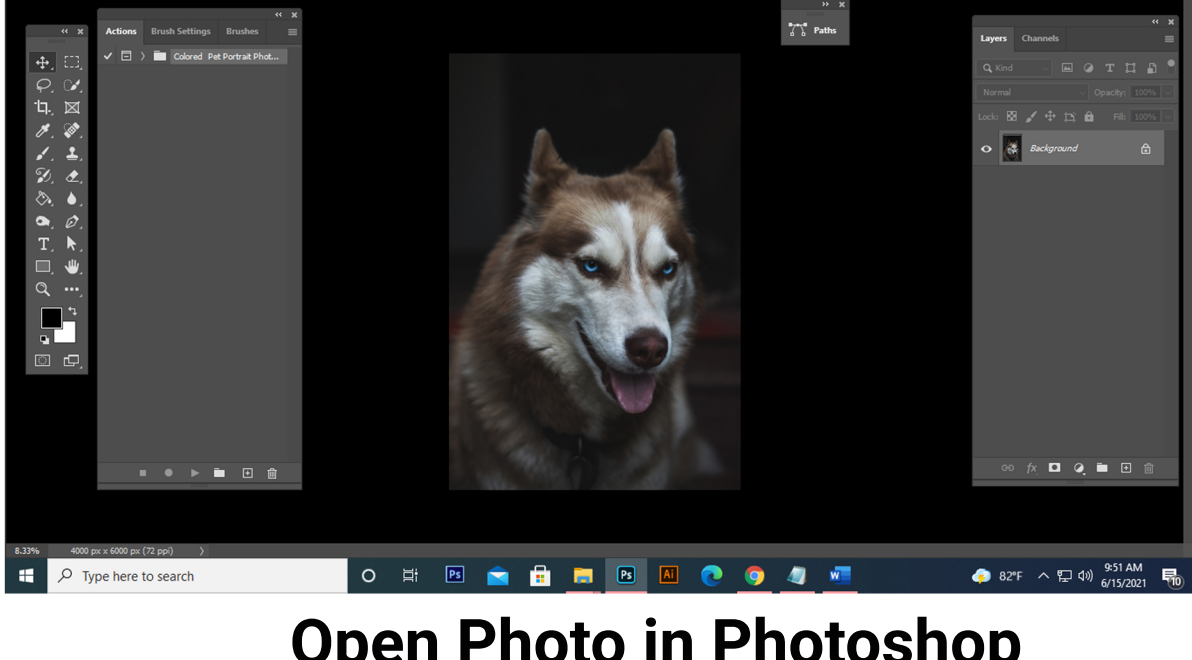 Paths
Actions Brush Settings Brushes
Colored Pet Portrait Phot...
Layers Channels
Kind
Normal Opacity: 100%
Lock: Fill: 100%
Background
fx
8.33% 4000 px x 6000 px (72 ppi)
Type here to search
Ps Ps Ai W
82°F
9:51 AM
6/15/2021
10
Open Photo in Photoshop